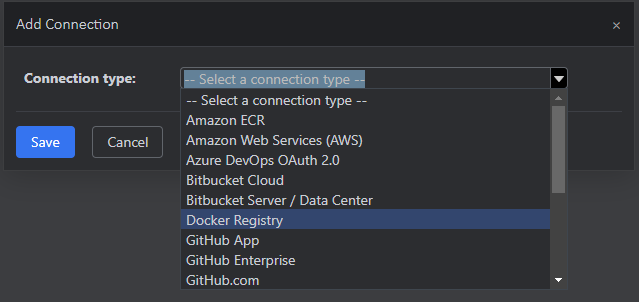 Add Connection ×
Connection type: -- Select a connection type --
-- Select a connection type --
Amazon ECR
Amazon Web Services (AWS)
Azure DevOps OAuth 2.0
Bitbucket Cloud
Bitbucket Server / Data Center
Docker Registry
GitHub App
GitHub Enterprise
GitHub.com
Save Cancel